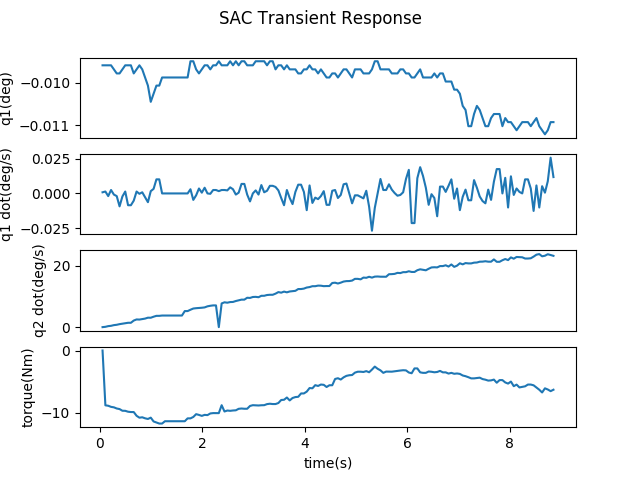 SAC Transient Response
q1(deg)
−0.010
−0.011
q1 dot(deg/s)
0.025
0.000
−0.025
q2 dot(deg/s)
20
0
torque(Nm)
0
−10
0 2 4 6 8
time(s)